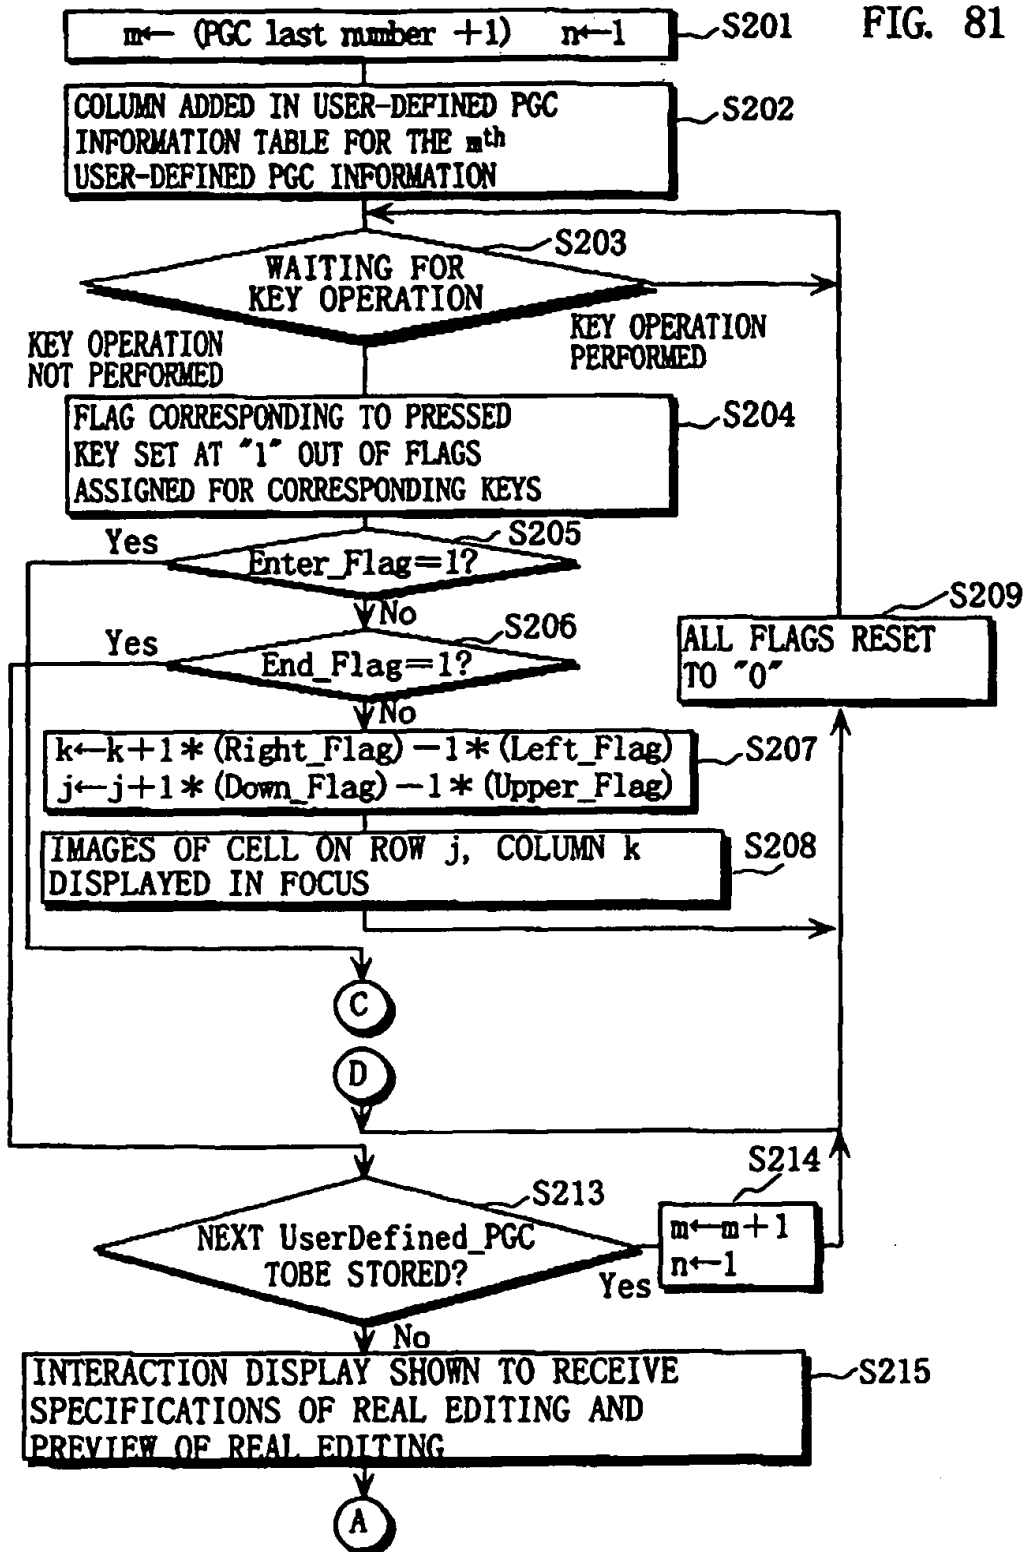 FIG. 81
m← (PGC last number +1) n←1
S201
COLUMN ADDED IN USER-DEFINED PGC
INFORMATION TABLE FOR THE mth
USER-DEFINED PGC INFORMATION
S202
S203
WAITING FOR
KEY OPERATION
KEY OPERATION
NOT PERFORMED
KEY OPERATION
PERFORMED
FLAG CORRESPONDING TO PRESSED
KEY SET AT "1" OUT OF FLAGS
ASSIGNED FOR CORRESPONDING KEYS
S204
S205
Yes
Enter_Flag=1?
No
S206
Yes
End_Flag=1?
No
S209
ALL FLAGS RESET
TO "0"
k←k+1*(Right_Flag)-1*(Left_Flag)
j←j+1*(Down_Flag)-1*(Upper_Flag)
S207
IMAGES OF CELL ON ROW j, COLUMN k
DISPLAYED IN FOCUS
S208
C
D
S213
NEXT UserDefined_PGC
TOBE STORED?
Yes
S214
m←m+1
n←1
No
INTERACTION DISPLAY SHOWN TO RECEIVE
SPECIFICATIONS OF REAL EDITING AND
PREVIEW OF REAL EDITING
S215
A